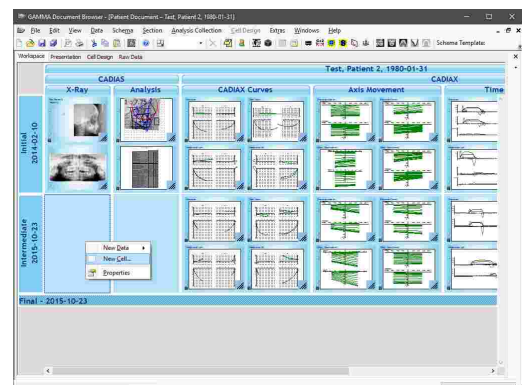 GAMMA Document Browser - [Patient Document - Test, Patient 2, 1980-01-31]
File Edit View Data Schema Section Analysis Collection Cell Design Extras Windows Help
Schema Template:
Workspace Presentation Cell Design Raw Data
Test, Patient 2, 1980-01-31
CADIAS CADIAX
X-Ray Analysis CADIAX Curves Axis Movement Time
Initial
2014-02-10
Intermediate
2015-10-23
New Data
New Cell...
Properties
Final - 2015-10-23